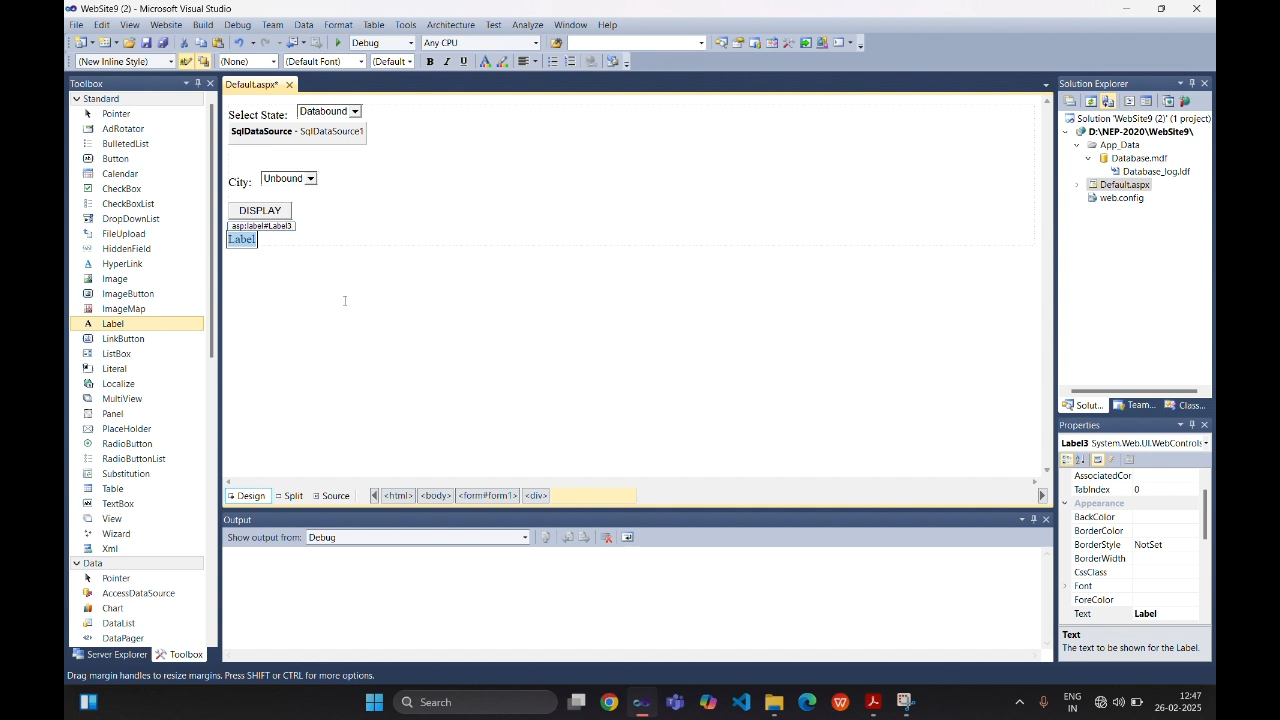 WebSite9 (2) - Microsoft Visual Studio
File Edit View Website Build Debug Team Data Format Table Tools Architecture Test Analyze Window Help
Debug Any CPU
(New Inline Style) (None) (Default Font) (Default B I U
Toolbox
Standard
Pointer
AdRotator
BulletedList
Button
Calendar
CheckBox
CheckBoxList
DropDownList
FileUpload
HiddenField
HyperLink
Image
ImageButton
ImageMap
Label
LinkButton
ListBox
Literal
Localize
MultiView
Panel
PlaceHolder
RadioButton
RadioButtonList
Substitution
Table
TextBox
View
Wizard
Xml
Data
Pointer
AccessDataSource
Chart
DataList
DataPager
Server Explorer Toolbox
Default.aspx*
Select State: Databound
SqlDataSource - SqlDataSource1
City: Unbound
DISPLAY
asp:label#Label3
Label
Design Split Source <html> <body> <form#form1> <div>
Output
Show output from: Debug
Solution Explorer
Solution 'WebSite9 (2)' (1 project)
D:\NEP-2020\WebSite9\
App_Data
Database.mdf
Database_log.ldf
Default.aspx
web.config
Solut... Team... Class...
Properties
Label3 System.Web.UI.WebControls
AssociatedCor
TabIndex 0
Appearance
BackColor
BorderColor
BorderStyle NotSet
BorderWidth
CssClass
Font
ForeColor
Text Label
Text
The text to be shown for the Label.
Drag margin handles to resize margins. Press SHIFT or CTRL for more options.
Search
ENG
IN
12:47
26-02-2025